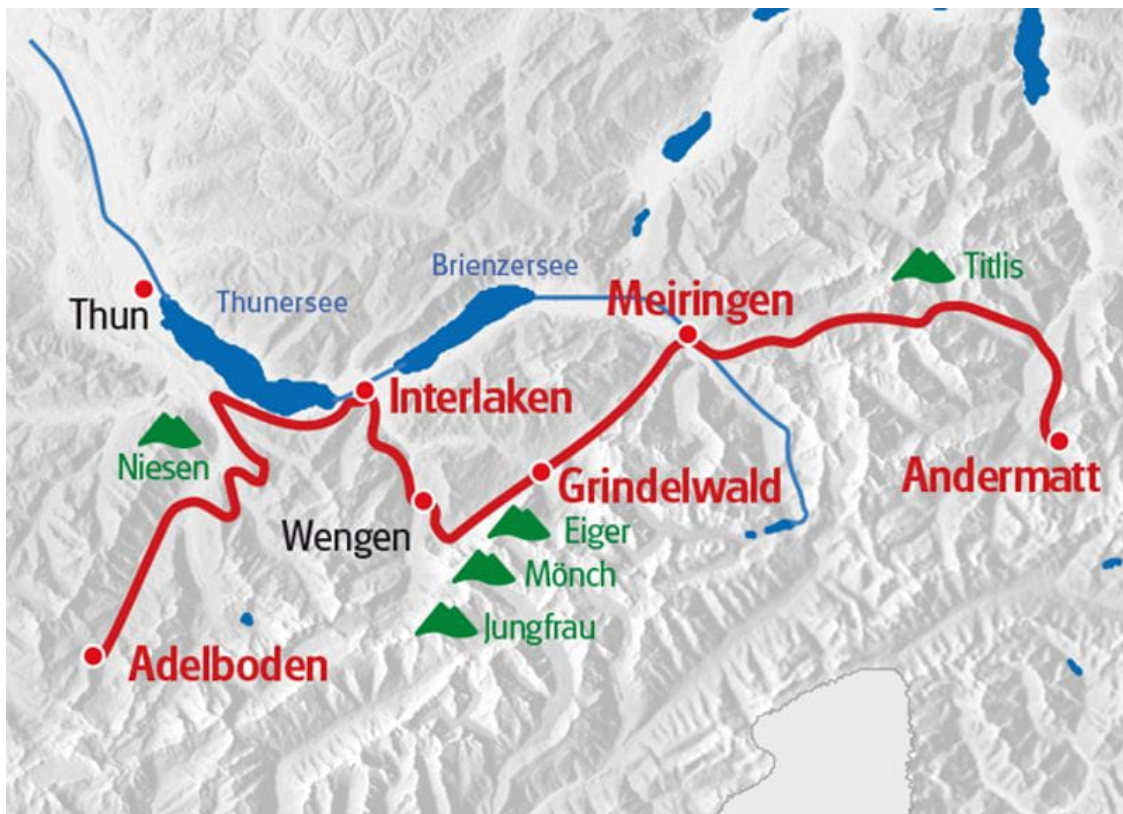 Brienzersee
Titlis
Thunersee
Meiringen
Thun
Interlaken
Niesen
Grindelwald
Andermatt
Wengen
Eiger
Mönch
Jungfrau
Adelboden